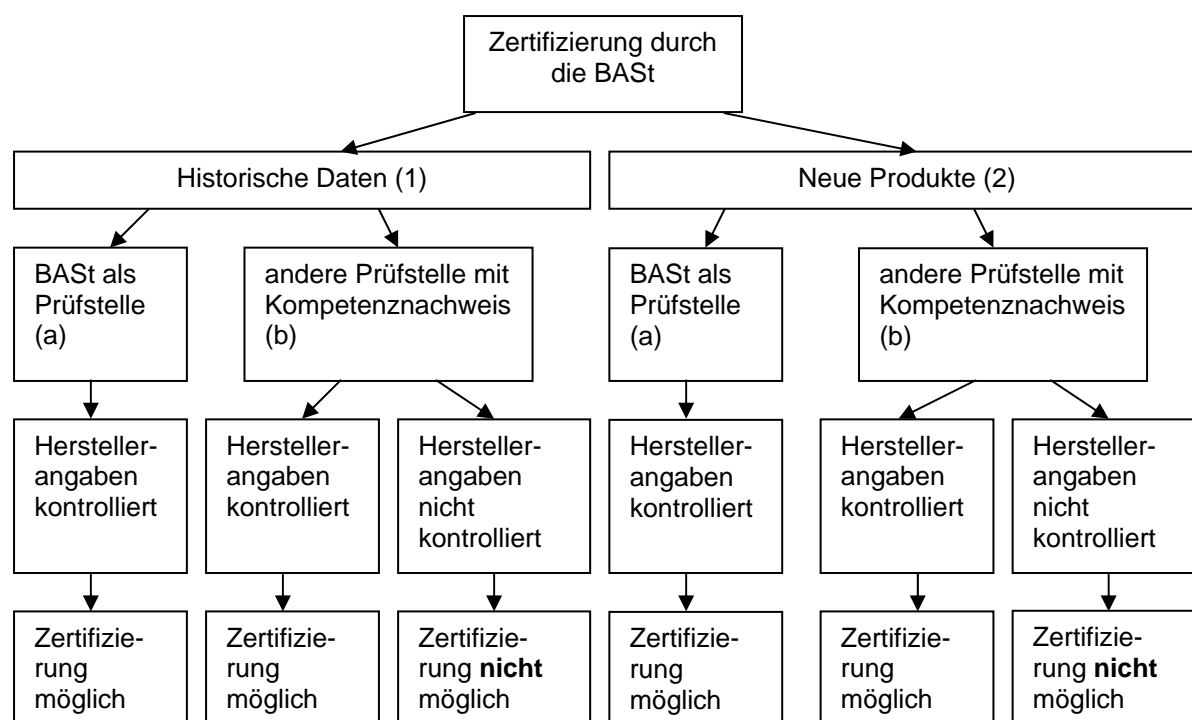 Zertifizierung durch
die BASt
Historische Daten (1)
Neue Produkte (2)
BASt als
Prüfstelle
(a)
andere Prüfstelle mit
Kompetenznachweis
(b)
BASt als
Prüfstelle
(a)
andere Prüfstelle mit
Kompetenznachweis
(b)
Hersteller-
angaben
kontrolliert
Hersteller-
angaben
kontrolliert
Hersteller-
angaben
nicht
kontrolliert
Hersteller-
angaben
kontrolliert
Hersteller-
angaben
kontrolliert
Hersteller-
angaben
nicht
kontrolliert
Zertifizie-
rung
möglich
Zertifizie-
rung
möglich
Zertifizie-
rung nicht
möglich
Zertifizie-
rung
möglich
Zertifizie-
rung
möglich
Zertifizie-
rung nicht
möglich